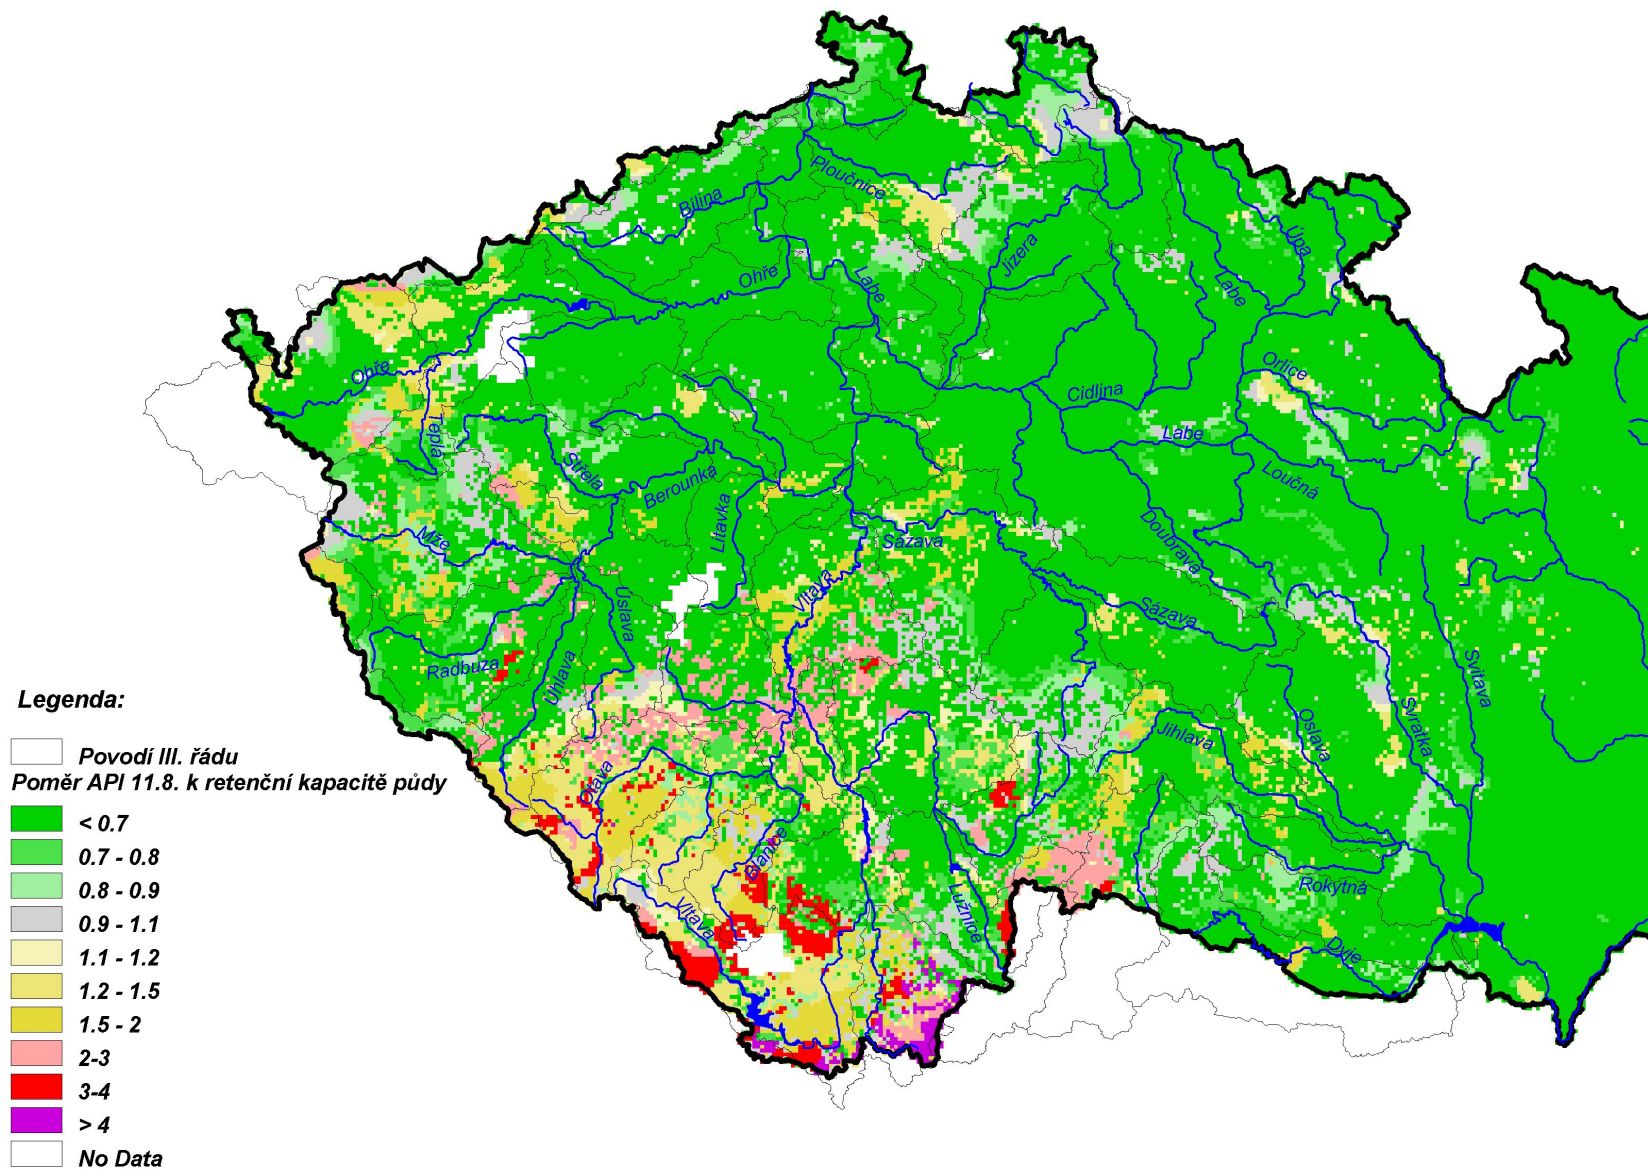 Ploučnice
Bílina
Úpa
Jizera
Ohře
Labe
Labe
Ohře
Orlice
Cidlina
Teplá
Labe
Střela
Berounka
Loučná
Litavka
Mže
Doubrava
Sázava
Vltava
Úslava
Sázava
Radbuza
Úhlava
Svitava
Legenda:
Svratka
Oslava
Jihlava
Povodí III. řádu
Poměr API 11.8. k retenční kapacitě půdy
Otava
< 0.7
0.7 - 0.8
Blanice
0.8 - 0.9
Rokytná
0.9 - 1.1
Vltava
Lužnice
1.1 - 1.2
Dyje
1.2 - 1.5
1.5 - 2
2-3
3-4
> 4
No Data